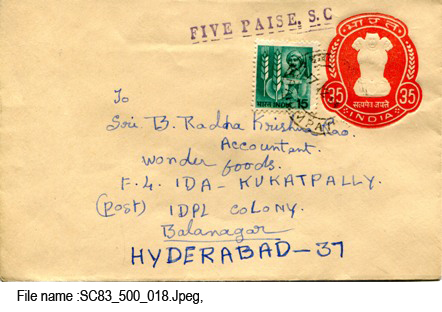 FIVE PAISE, S.C
भारत
35 35
सत्यमेव जयते
INDIA
भारत INDIA 15
To
Sri B. Radha Krishna Rao.
Accountant.
Wonder foods.
F.4. IDA - KUKATPALLY.
(Post) IDPL COLONY.
Balanagar
HYDERABAD - 37
File name :SC83_500_018.Jpeg,